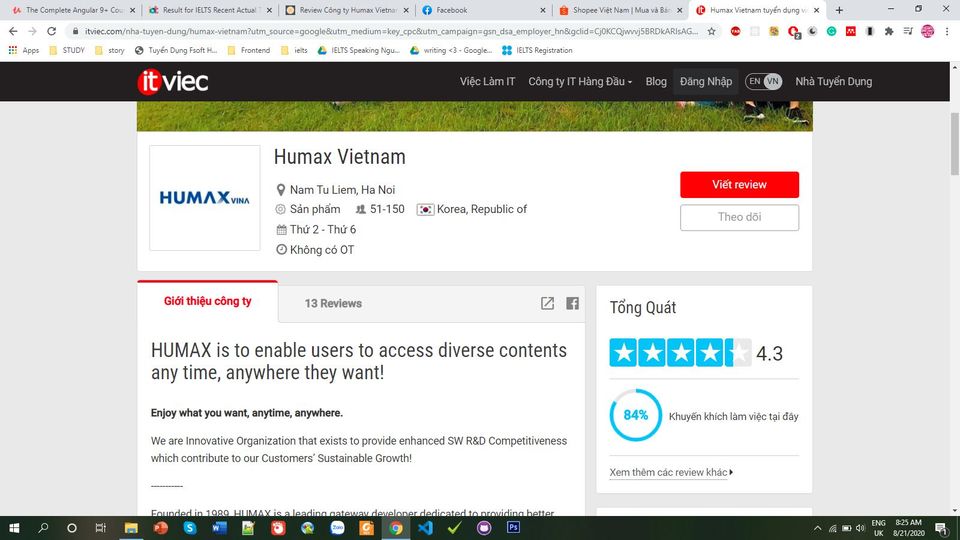 The Complete Angular 9+ Cou
Result for IELTS Recent Actual T
Review Công ty Humax Vietnam
Facebook
Shopee Việt Nam | Mua và Bán
Humax Vietnam tuyển dụng v
itviec.com/nha-tuyen-dung/humax-vietnam?utm_source=google&utm_medium=key_cpc&utm_campaign=gsn_dsa_employer_hn&gclid=Cj0KCQjwvvj5BRDkARIsAG...
Apps
STUDY
story
Tuyển Dụng Fsoft H...
Frontend
ielts
IELTS Speaking Ngu...
writing <3 - Google...
IELTS Registration
it viec
Việc Làm IT
Công ty IT Hàng Đầu
Blog
Đăng Nhập
EN VN
Nhà Tuyển Dụng
HUMAX VINA
Humax Vietnam
Nam Tu Liem, Ha Noi
Sản phẩm 51-150 Korea, Republic of
Thứ 2 - Thứ 6
Không có OT
Viết review
Theo dõi
Giới thiệu công ty
13 Reviews
HUMAX is to enable users to access diverse contents
any time, anywhere they want!
Enjoy what you want, anytime, anywhere.
We are Innovative Organization that exists to provide enhanced SW R&D Competitiveness
which contribute to our Customers' Sustainable Growth!
-----------
Founded in 1989, HUMAX is a leading gateway developer dedicated to providing better
Tổng Quát
4.3
84%
Khuyến khích làm việc tại đây
Xem thêm các review khác
ENG
UK
8:25 AM
8/21/2020